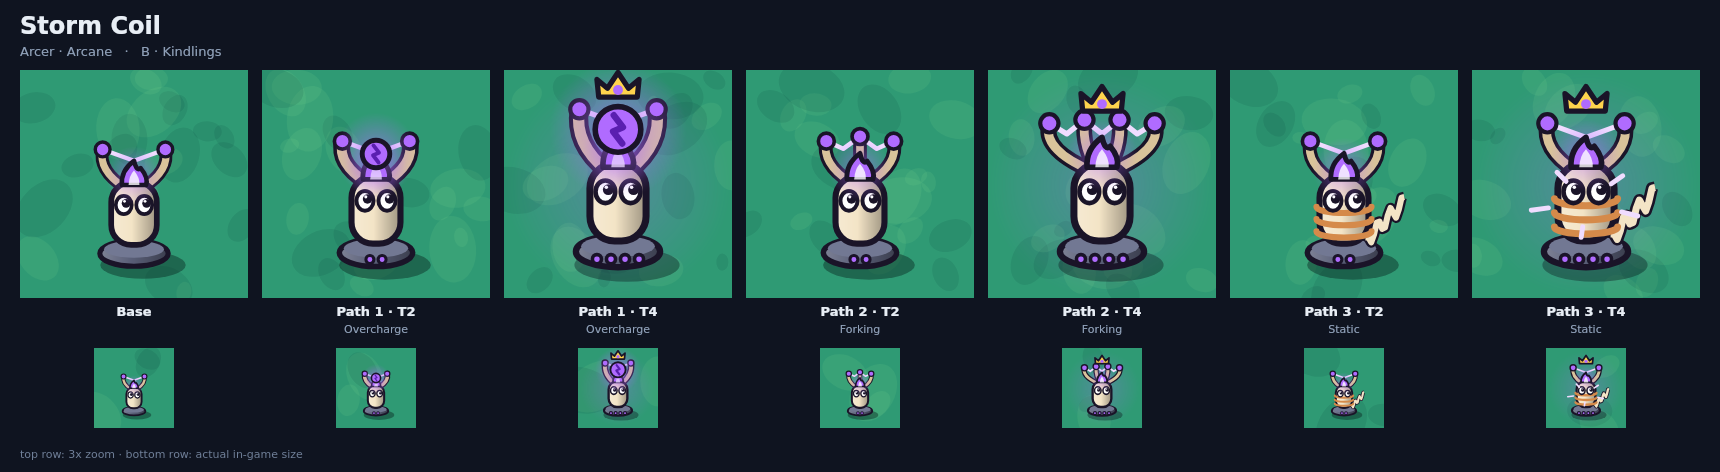 Storm Coil
Arcer · Arcane · B · Kindlings
Base
Path 1 · T2
Overcharge
Path 1 · T4
Overcharge
Path 2 · T2
Forking
Path 2 · T4
Forking
Path 3 · T2
Static
Path 3 · T4
Static
top row: 3x zoom · bottom row: actual in-game size